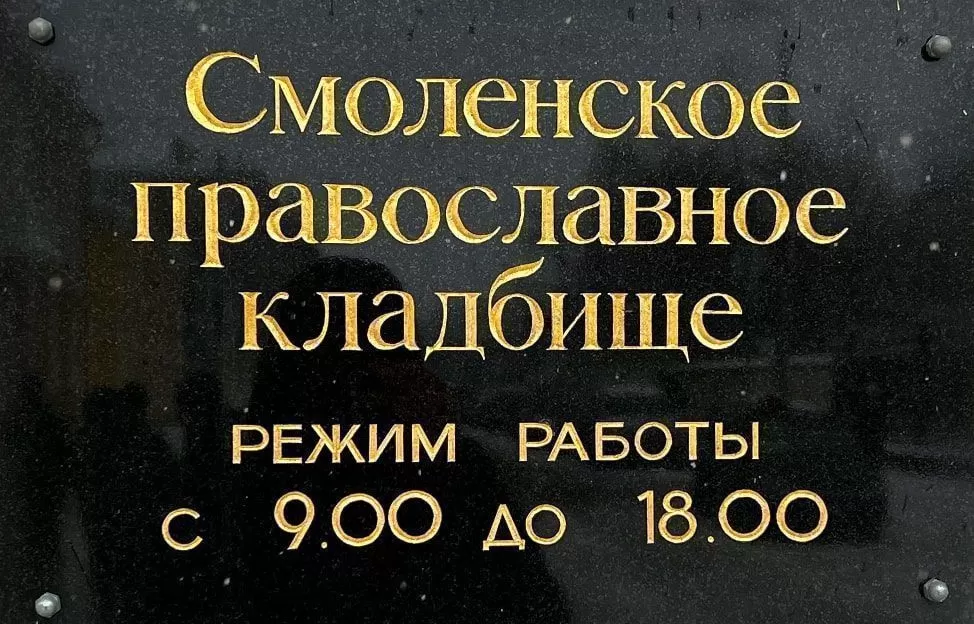 Смоленское
православное
кладбище
РЕЖИМ РАБОТЫ
с 9.00 до 18.00